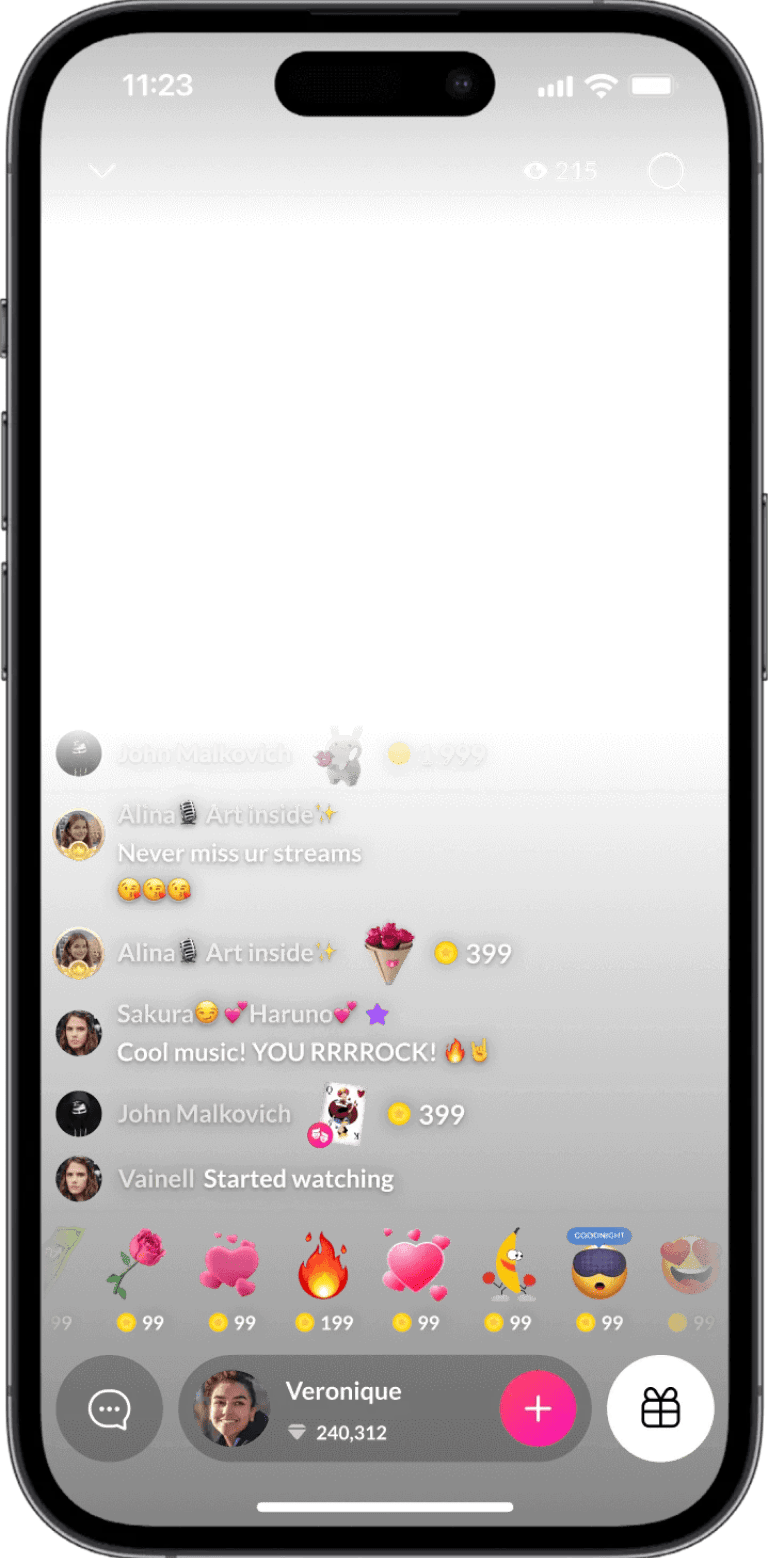 11:23
215
John Malkovich 1 999
Alina🎙️ Art inside✨
Never miss ur streams
😘😘😘
Alina🎙️ Art inside✨ 399
Sakura😏 💕Haruno💕
Cool music! YOU RRRROCK! 🔥🤘
Q
John Malkovich 399
K
Vainell Started watching
GOODNIGHT
99 99 99 199 99 99 99 99
Veronique
240,312